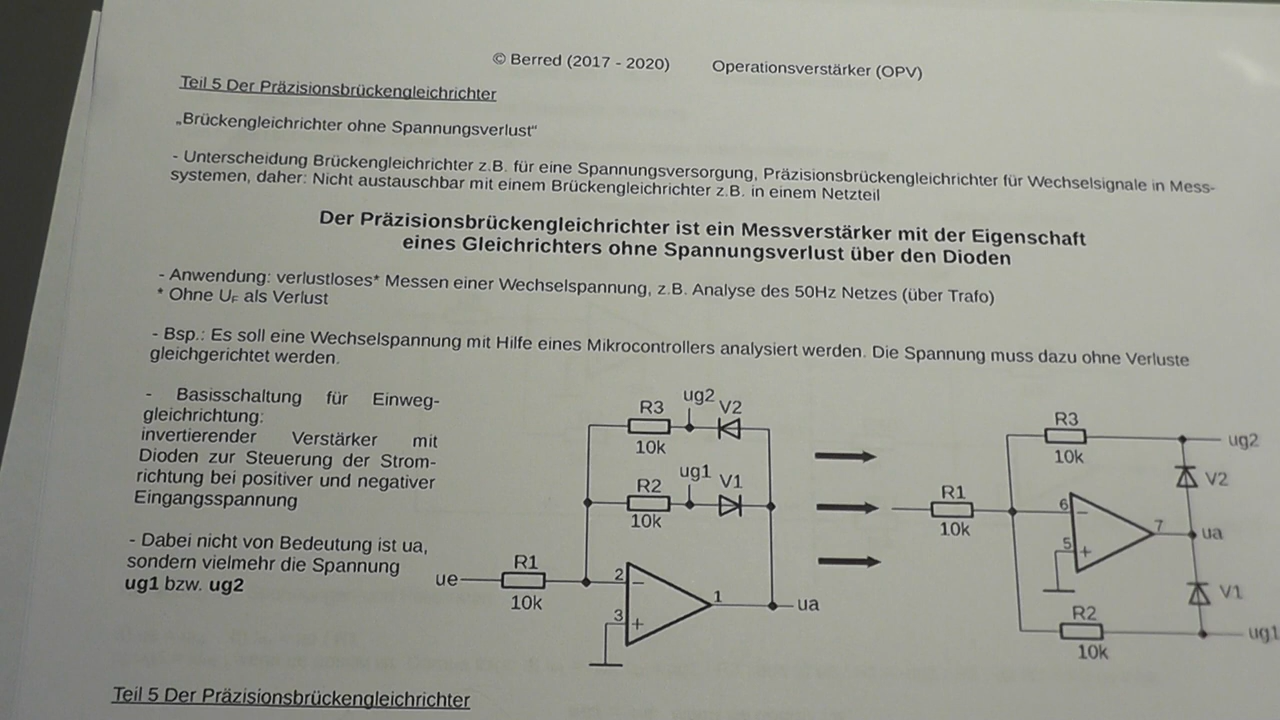 © Berred (2017 - 2020) Operationsverstärker (OPV)
Teil 5 Der Präzisionsbrückengleichrichter
„Brückengleichrichter ohne Spannungsverlust“
- Unterscheidung Brückengleichrichter z.B. für eine Spannungsversorgung, Präzisionsbrückengleichrichter für Wechselsignale in Mess-
systemen, daher: Nicht austauschbar mit einem Brückengleichrichter z.B. in einem Netzteil
Der Präzisionsbrückengleichrichter ist ein Messverstärker mit der Eigenschaft
eines Gleichrichters ohne Spannungsverlust über den Dioden
- Anwendung: verlustloses* Messen einer Wechselspannung, z.B. Analyse des 50Hz Netzes (über Trafo)
* Ohne UF als Verlust
- Bsp.: Es soll eine Wechselspannung mit Hilfe eines Mikrocontrollers analysiert werden. Die Spannung muss dazu ohne Verluste
gleichgerichtet werden.
- Basisschaltung für Einweg-
gleichrichtung:
invertierender Verstärker mit
Dioden zur Steuerung der Strom-
richtung bei positiver und negativer
Eingangsspannung
- Dabei nicht von Bedeutung ist ua,
sondern vielmehr die Spannung
ug1 bzw. ug2
ug2
R3 V2
10k
ug1
R2 V1
10k
R1
ue
10k
2
−
3
+
1
ua
R3
ug2
10k
V2
R1
10k
6
−
5
+
7
ua
V1
R2
ug1
10k
Teil 5 Der Präzisionsbrückengleichrichter